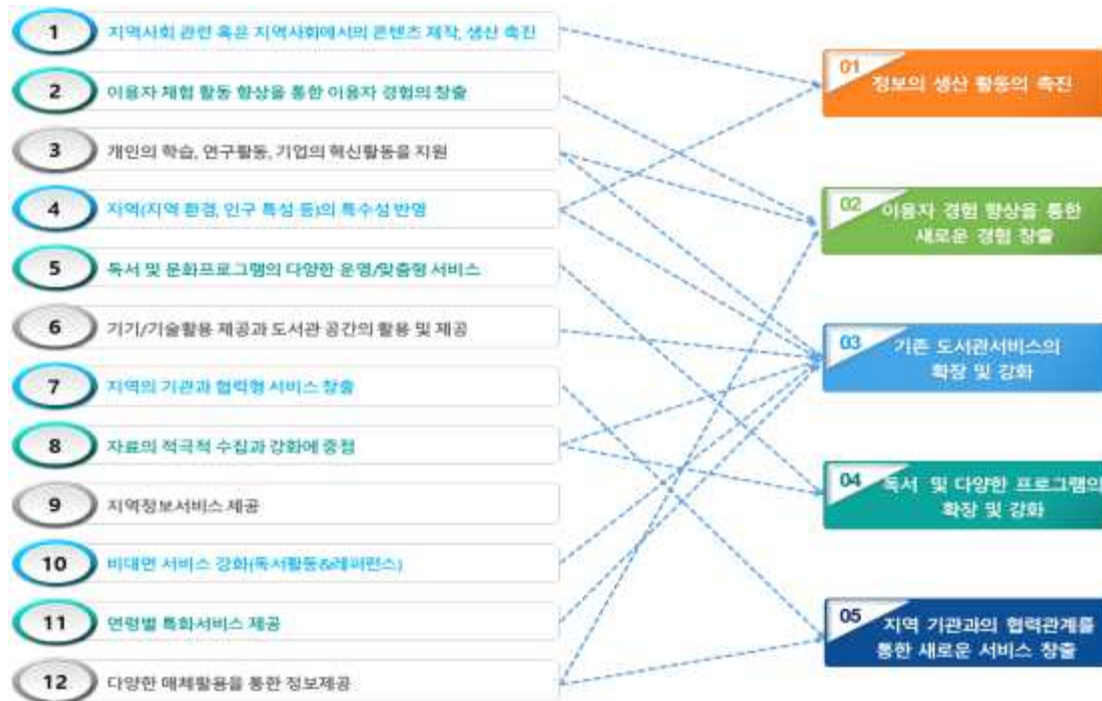 1 지역사회 관련 혹은 지역사회에서의 콘텐츠 제작, 생산 촉진
2 이용자 체험 활동 향상을 통한 이용자 경험의 창출
3 개인의 학습, 연구활동, 기업의 혁신활동을 지원
4 지역(지역 환경, 인구 특성 등)의 특수성 반영
5 독서 및 문화프로그램의 다양한 운영/맞춤형 서비스
6 기기/기술활용 제공과 도서관 공간의 활용 및 제공
7 지역의 기관과 협력형 서비스 창출
8 자료의 적극적 수집과 강화에 중점
9 지역정보서비스 제공
10 비대면 서비스 강화(독서활동&레퍼런스)
11 연령별 특화서비스 제공
12 다양한 매체활용을 통한 정보제공
01
정보의 생산 활동의 촉진
02
이용자 경험 향상을 통한
새로운 경험 창출
03
기존 도서관서비스의
확장 및 강화
04
독서 및 다양한 프로그램의
확장 및 강화
05
지역 기관과의 협력관계를
통한 새로운 서비스 창출